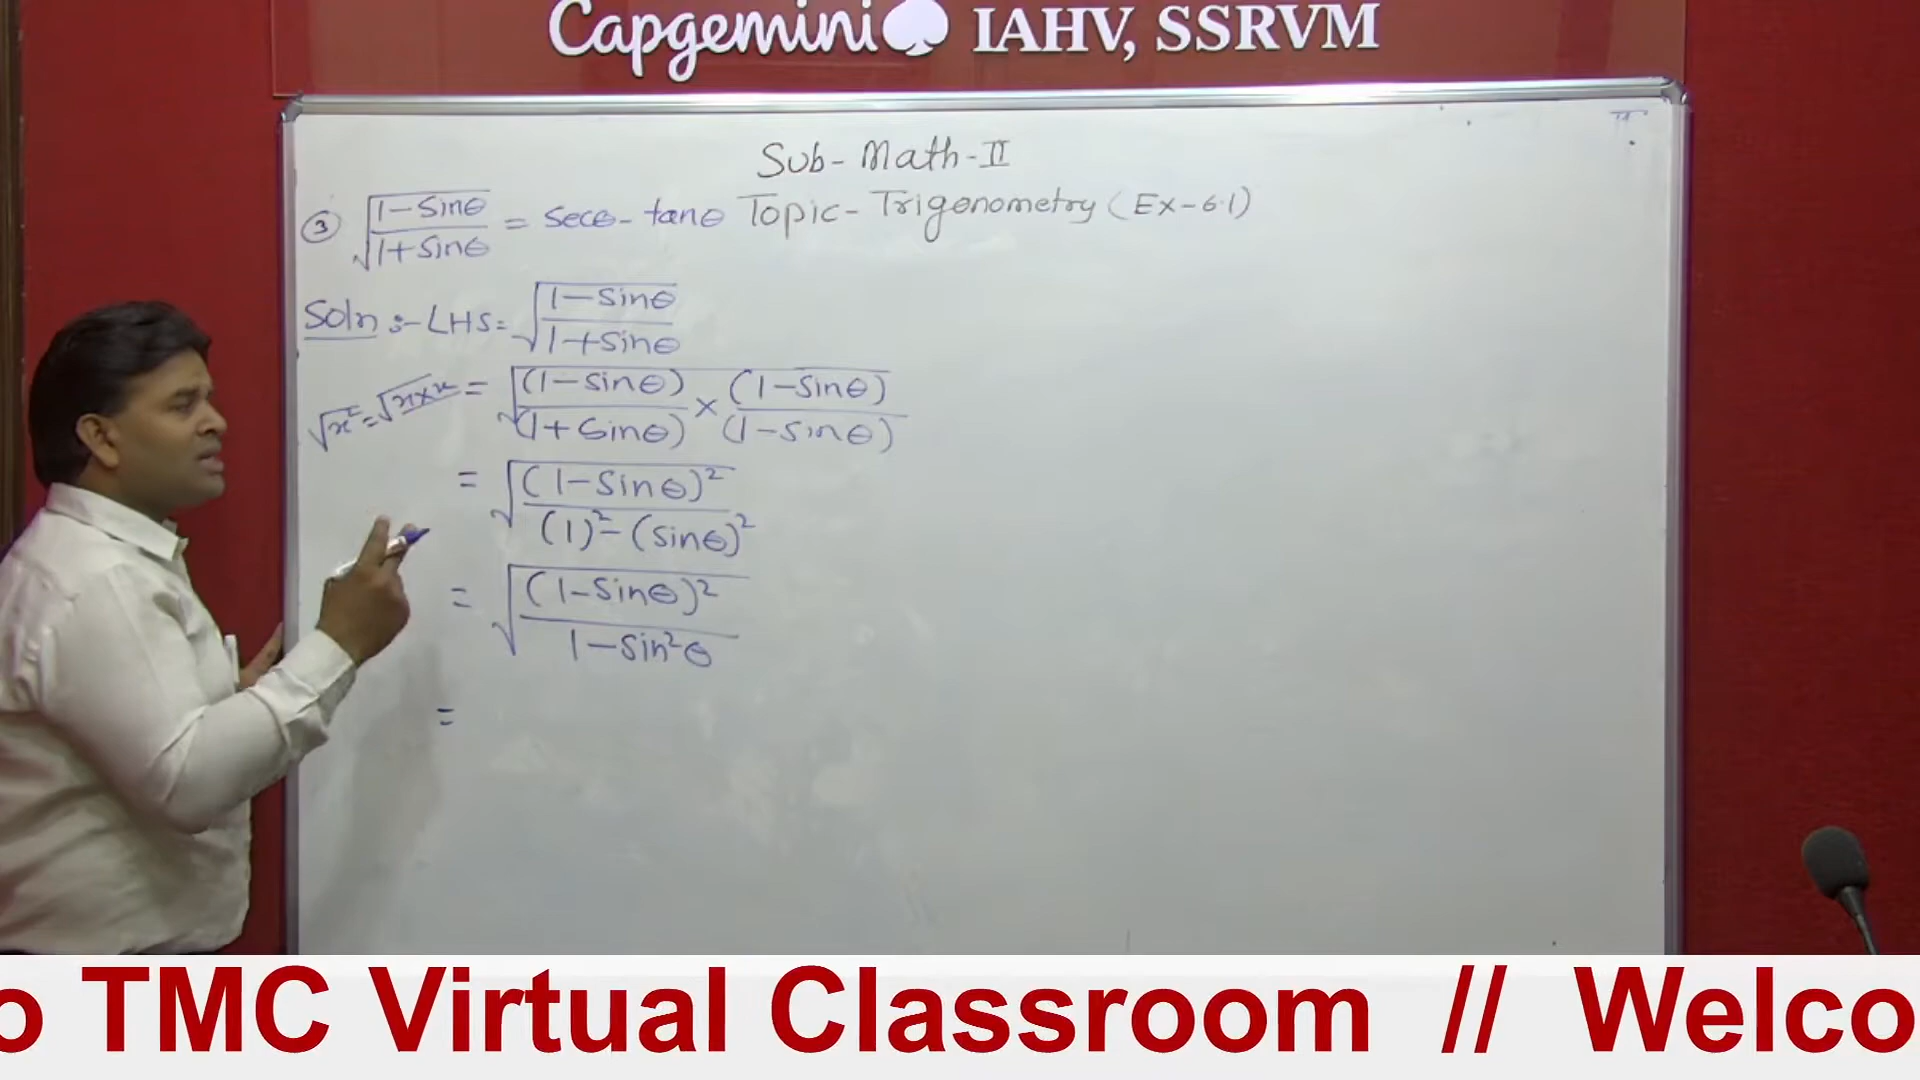 Capgemini IAHV, SSRVM
Sub- Math-II
③ √(1-Sinθ / 1+Sinθ) = Secθ- tanθ Topic- Trigonometry (EX-6.1)
Soln :- LHS = √(1-Sinθ / 1+Sinθ)
√x² = √x×x = √((1-Sinθ) / (1+Sinθ) × (1-Sinθ) / (1-Sinθ))
= √((1-Sinθ)² / (1)²-(Sinθ)²)
= √((1-Sinθ)² / 1-Sin²θ)
=
o TMC Virtual Classroom // Welco